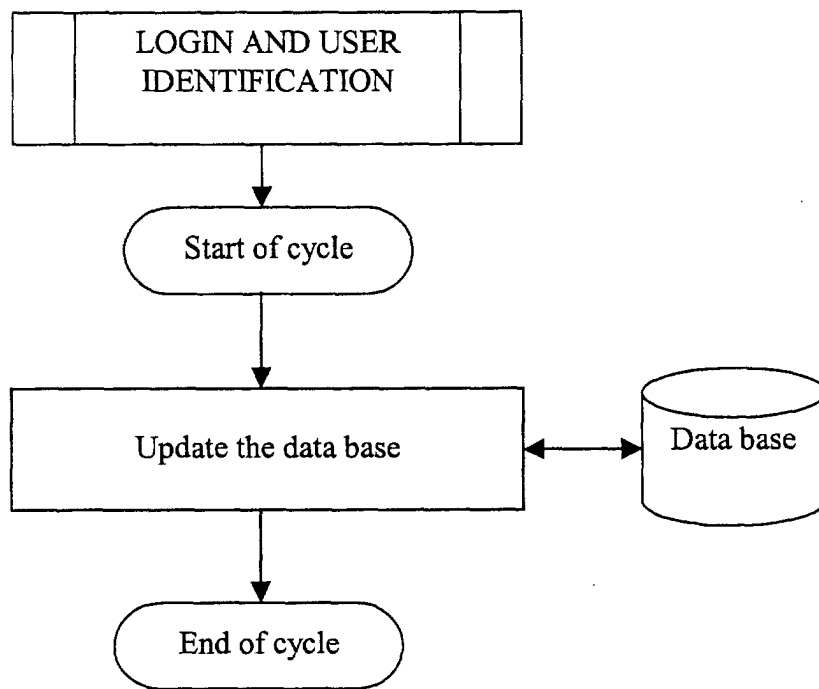 LOGIN AND USER
IDENTIFICATION
Start of cycle
Update the data base
Data base
End of cycle